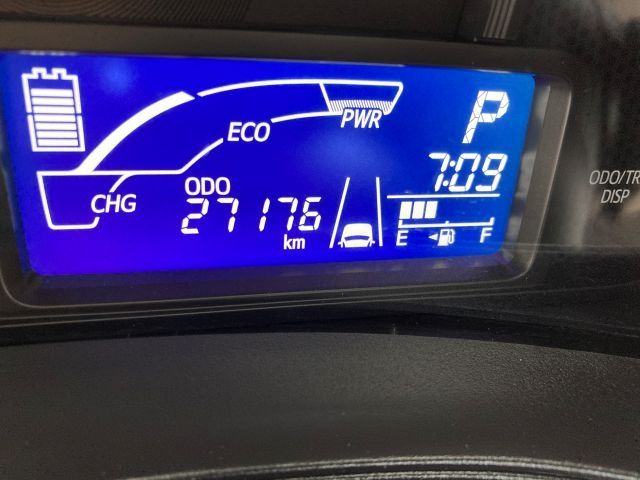 P
ECO
PWR
7:09
CHG
ODO
27176
km
E F
ODO/TR
DISP